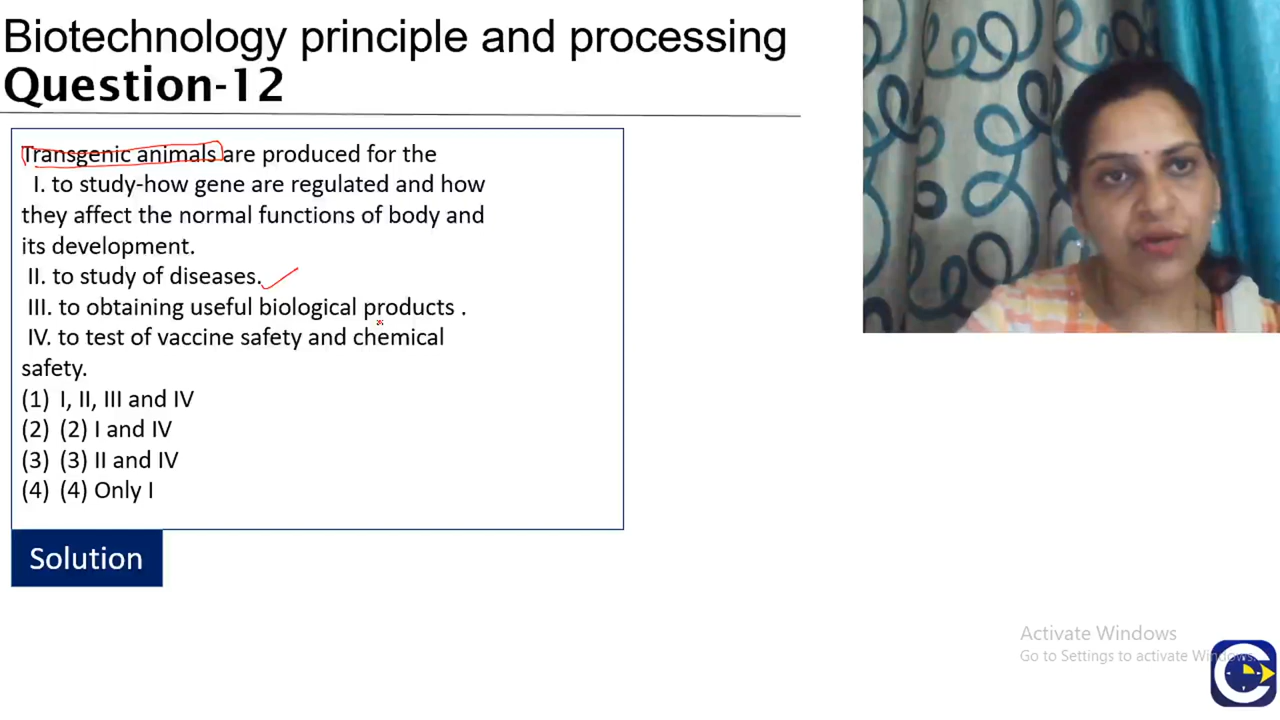 Biotechnology principle and processing
Question-12
Transgenic animals are produced for the
I. to study-how gene are regulated and how
they affect the normal functions of body and
its development.
II. to study of diseases.
III. to obtaining useful biological products .
IV. to test of vaccine safety and chemical
safety.
(1) I, II, III and IV
(2) (2) I and IV
(3) (3) II and IV
(4) (4) Only I
Solution
Activate Windows
Go to Settings to activate Windows.